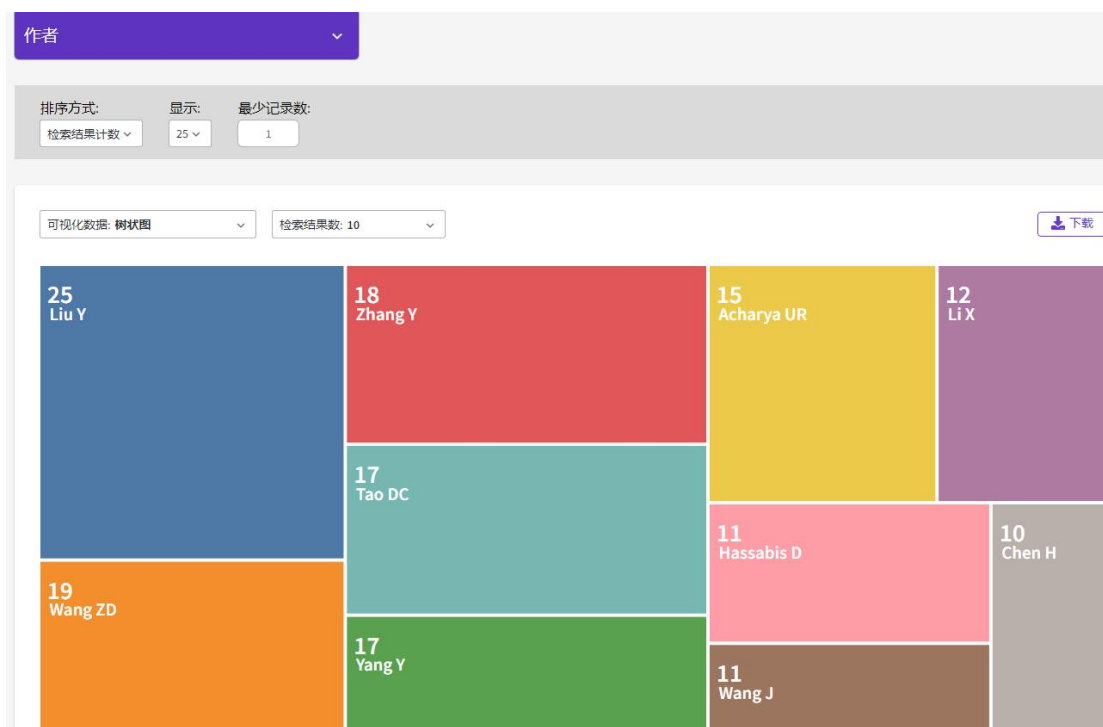 作者
排序方式: 显示: 最少记录数:
检索结果计数 25 1
可视化数据: 树状图 检索结果数: 10 下载
25
Liu Y
18
Zhang Y
15
Acharya UR
12
Li X
17
Tao DC
11
Hassabis D
10
Chen H
19
Wang ZD
17
Yang Y
11
Wang J